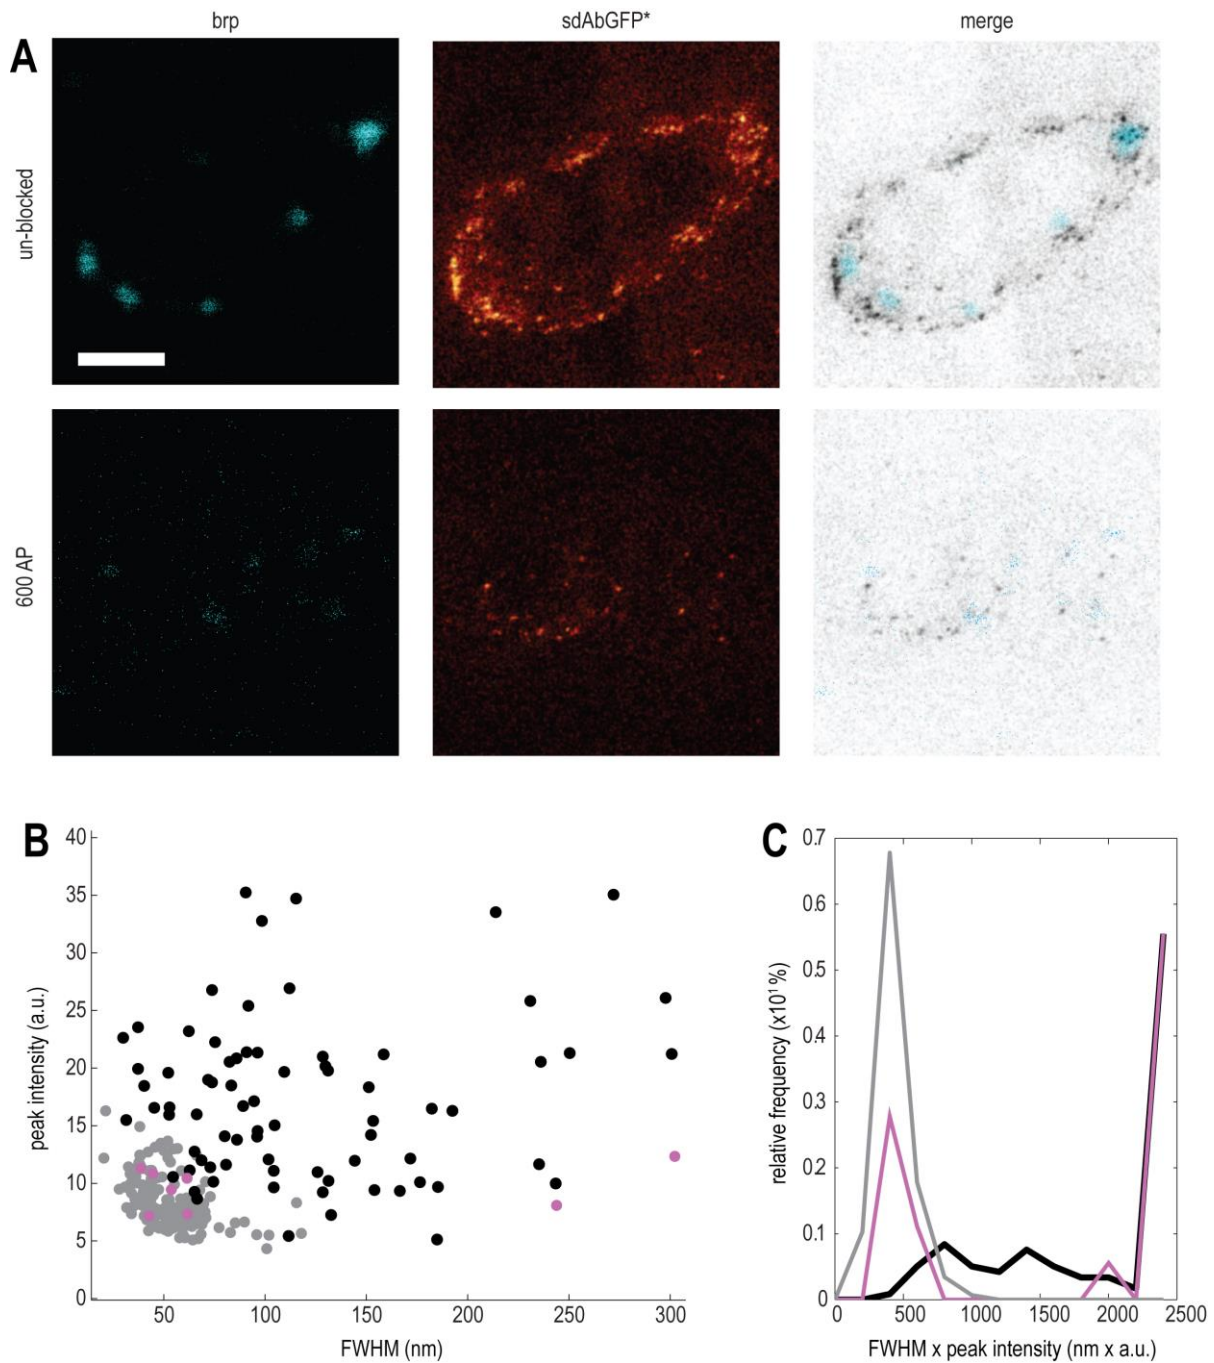 brp sdAbGFP* merge
A
un-blocked
600 AP
B
40
35
30
25
20
15
10
5
peak intensity (a.u.)
50 100 150 200 250 300
FWHM (nm)
C
0.7
0.6
0.5
0.4
0.3
0.2
0.1
0
relative frequency (x10¹ %)
0 500 1000 1500 2000 2500
FWHM x peak intensity (nm x a.u.)